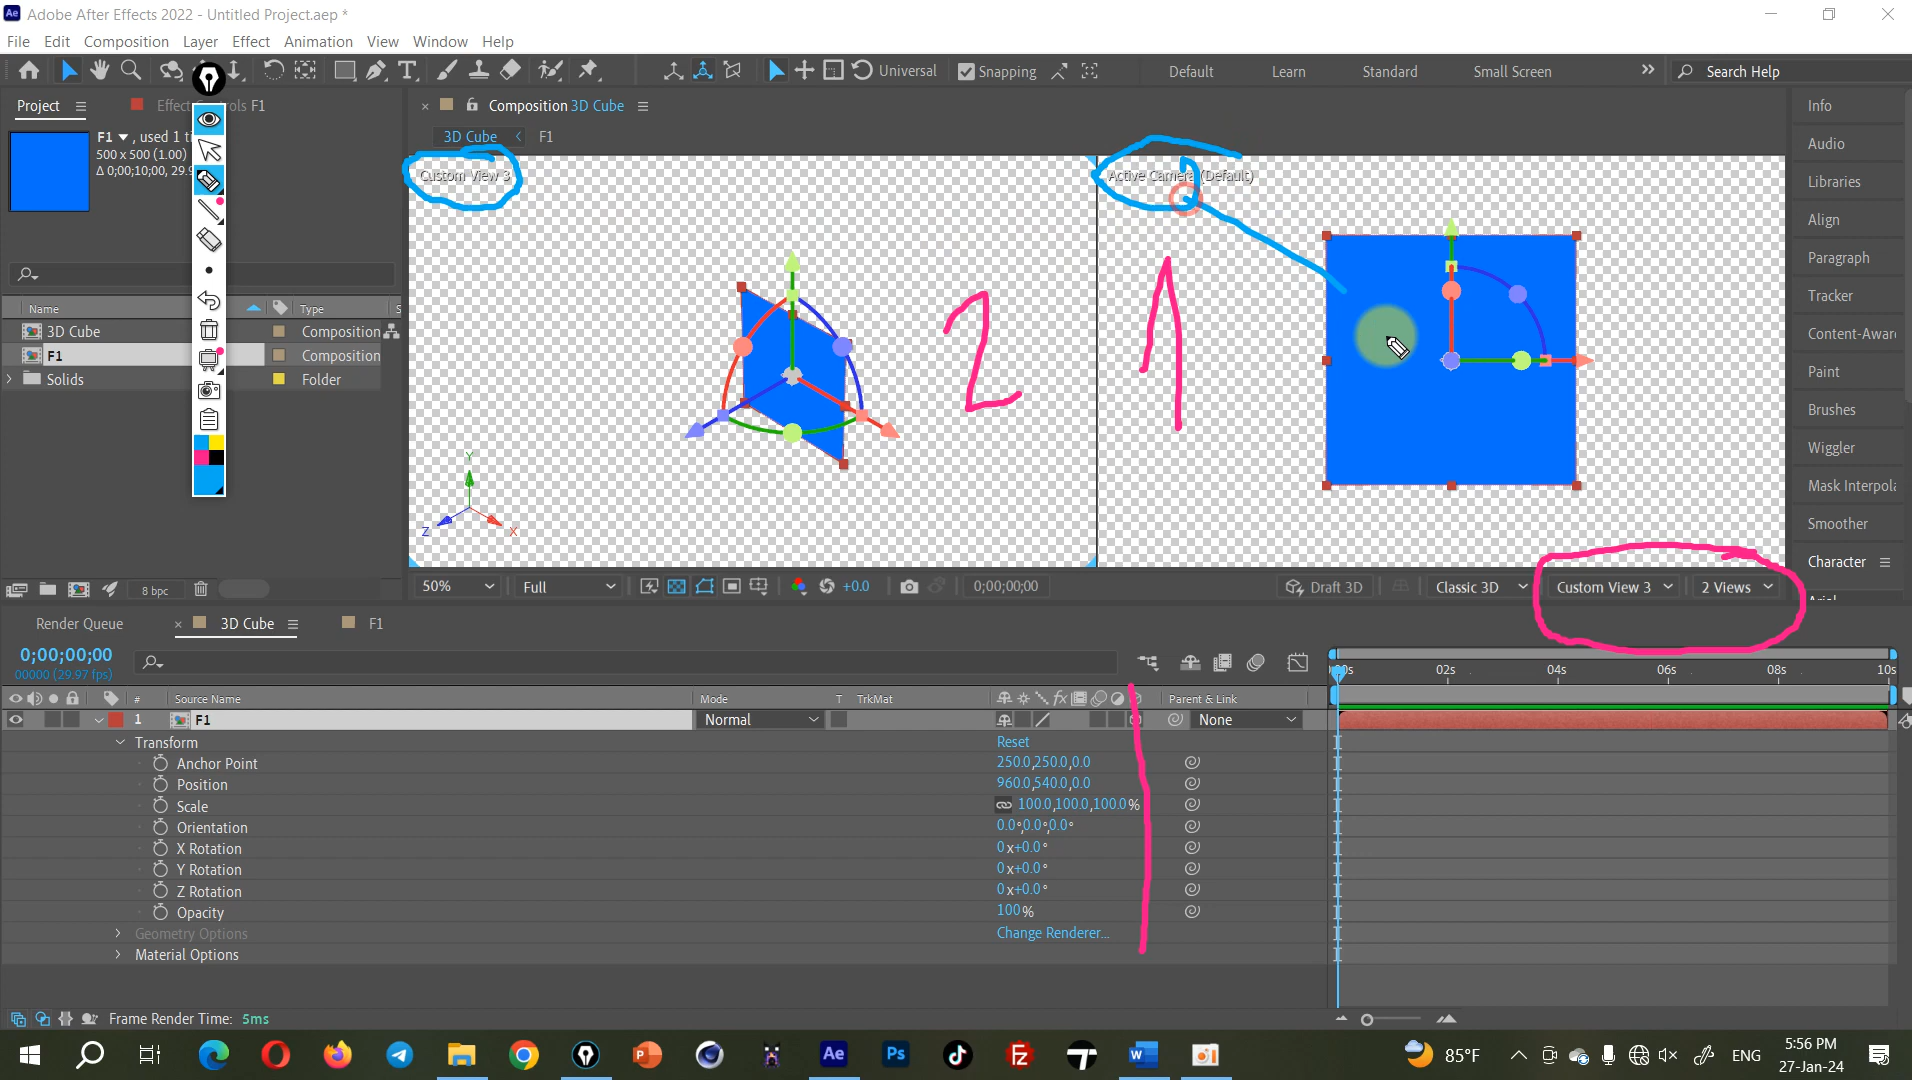 Adobe After Effects 2022 - Untitled Project.aep *
File Edit Composition Layer Effect Animation View Window Help
Universal Snapping Default Learn Standard Small Screen Search Help
Project F1
Composition 3D Cube
3D Cube F1
F1 , used 1 ti
500 x 500 (1.00)
Δ 0;00;10;00, 29.9
Custom View 3
Active Camera (Default)
2
1
Name Type S
3D Cube Composition
F1 Composition
Solids Folder
Y
Z X
Info
Audio
Libraries
Align
Paragraph
Tracker
Content-Aware
Paint
Brushes
Wiggler
Mask Interpola
Smoother
Character
8 bpc
50% Full +0.0 0;00;00;00 Draft 3D Classic 3D Custom View 3 2 Views
Render Queue 3D Cube F1
0;00;00;00
00000 (29.97 fps)
00s 02s 04s 06s 08s 10s
# Source Name Mode T TrkMat fx Parent & Link
1 F1 Normal None
Transform Reset
Anchor Point 250.0,250.0,0.0
Position 960.0,540.0,0.0
Scale 100.0,100.0,100.0%
Orientation 0.0°,0.0°,0.0°
X Rotation 0x+0.0°
Y Rotation 0x+0.0°
Z Rotation 0x+0.0°
Opacity 100%
Geometry Options Change Renderer...
Material Options
Frame Render Time: 5ms
85°F ENG 5:56 PM
27-Jan-24